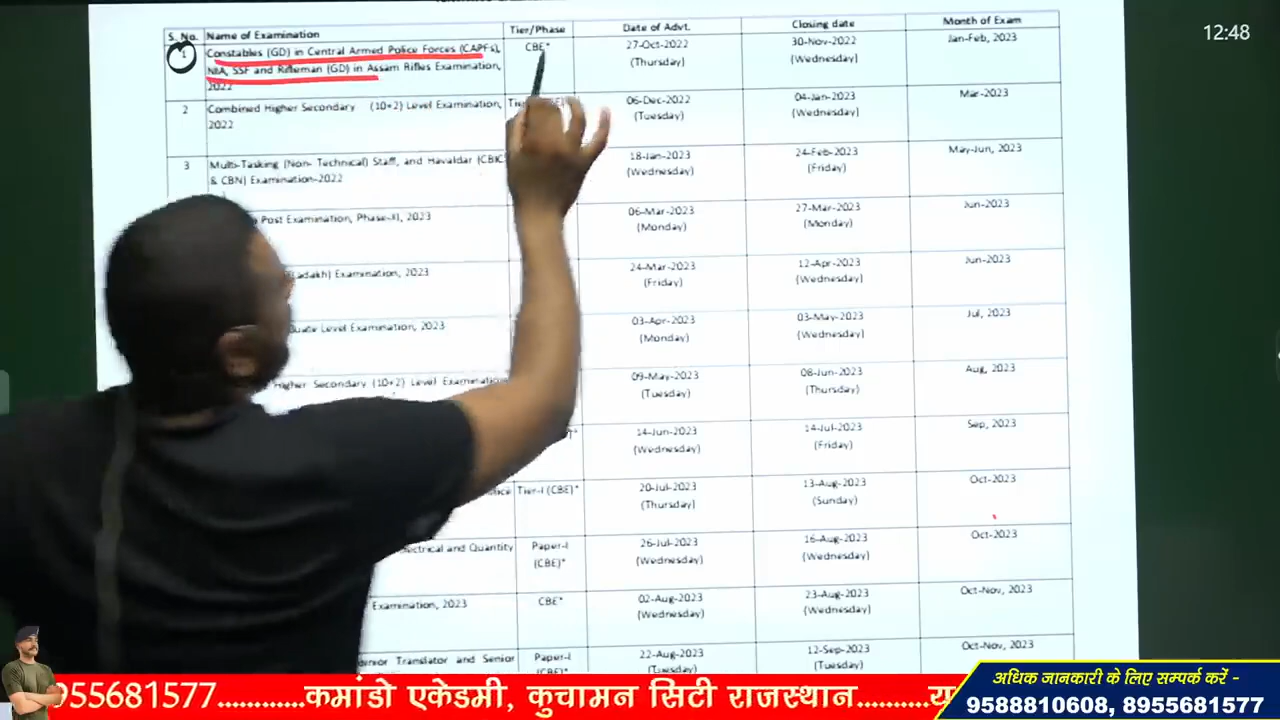 12:48
S. No. Name of Examination Tier/Phase Date of Advt. Closing date Month of Exam
1 Constables (GD) in Central Armed Police Forces (CAPFs), CBE* 27-Oct-2022 30-Nov-2022 Jan-Feb, 2023
NIA, SSF and Rifleman (GD) in Assam Rifles Examination, (Thursday) (Wednesday)
2022
2 Combined Higher Secondary (10+2) Level Examination, 06-Dec-2022 04-Jan-2023 Mar-2023
2022 (Tuesday) (Wednesday)
3 Multi-Tasking (Non- Technical) Staff, and Havaldar (CBIC 18-Jan-2023 24-Feb-2023 May-Jun, 2023
& CBN) Examination-2022 (Wednesday) (Friday)
Post Examination, Phase-XI, 2023 06-Mar-2023 27-Mar-2023 Jun-2023
(Monday) (Monday)
Ladakh) Examination, 2023 24-Mar-2023 12-Apr-2023 Jun-2023
(Friday) (Wednesday)
Level Examination, 2023 03-Apr-2023 03-May-2023 Jul, 2023
(Monday) (Wednesday)
Higher Secondary (10+2) Level Examination 09-May-2023 08-Jun-2023 Aug, 2023
(Tuesday) (Thursday)
14-Jun-2023 14-Jul-2023 Sep, 2023
(Wednesday) (Friday)
Tier-I (CBE)* 20-Jul-2023 13-Aug-2023 Oct-2023
(Thursday) (Sunday)
and Quantity Paper-I 26-Jul-2023 16-Aug-2023 Oct-2023
(CBE)* (Wednesday) (Wednesday)
Examination, 2023 CBE* 02-Aug-2023 23-Aug-2023 Oct-Nov, 2023
(Wednesday) (Wednesday)
Translator and Senior Paper-I 22-Aug-2023 12-Sep-2023 Oct-Nov, 2023
(CBE)* (Tuesday) (Tuesday)
955681577............कमांडो एकेडमी, कुचामन सिटी राजस्थान..........य
अधिक जानकारी के लिए सम्पर्क करें -
9588810608, 8955681577